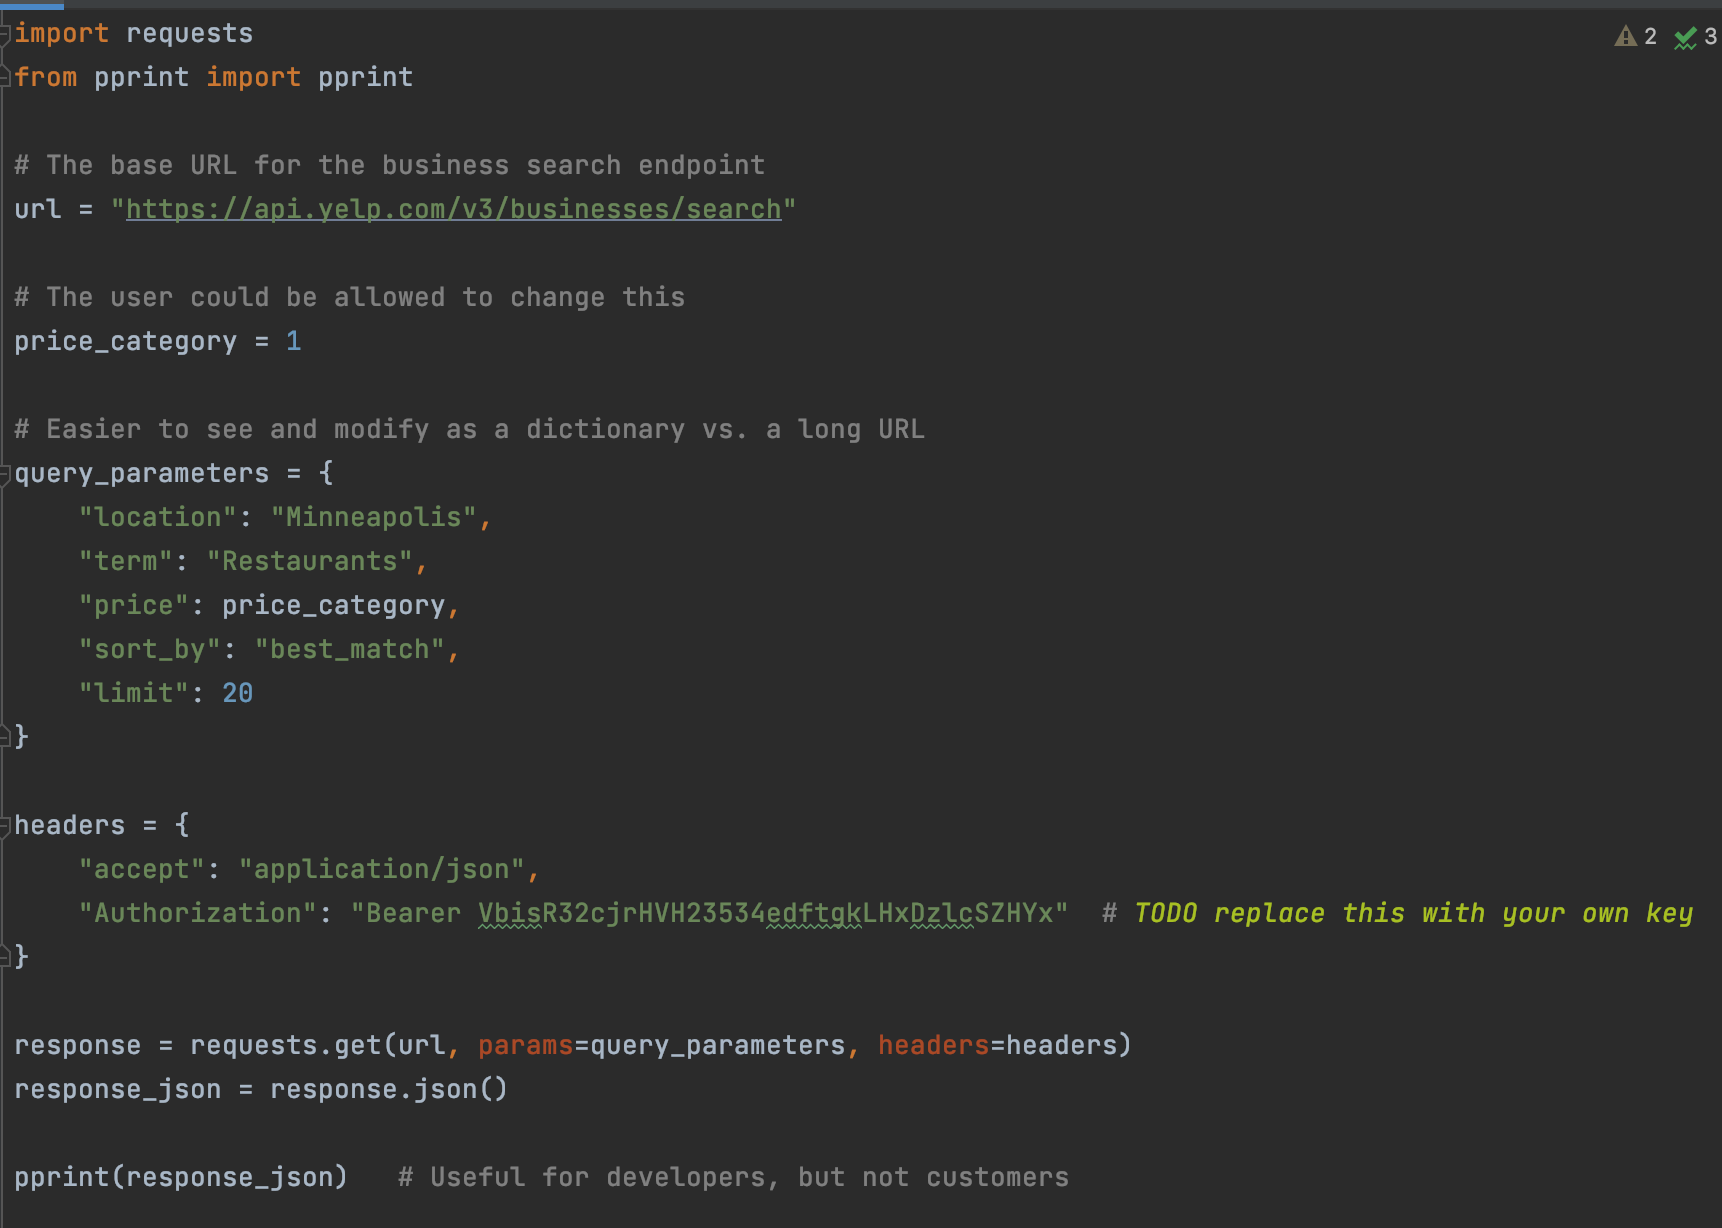 import requests
2 3
from pprint import pprint
# The base URL for the business search endpoint
url = "https://api.yelp.com/v3/businesses/search"
# The user could be allowed to change this
price_category = 1
# Easier to see and modify as a dictionary vs. a long URL
query_parameters = {
    "location": "Minneapolis",
    "term": "Restaurants",
    "price": price_category,
    "sort_by": "best_match",
    "limit": 20
}
headers = {
    "accept": "application/json",
    "Authorization": "Bearer VbisR32cjrHVH23534edftgkLHxDzlcSZHYx"  # TODO replace this with your own key
}
response = requests.get(url, params=query_parameters, headers=headers)
response_json = response.json()
pprint(response_json)   # Useful for developers, but not customers